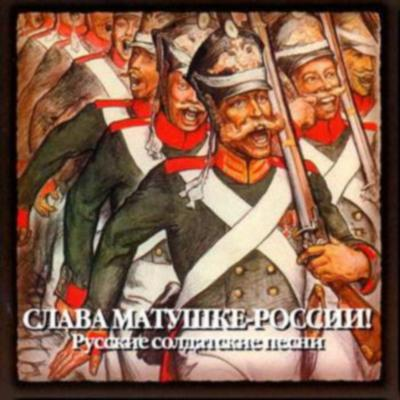 СЛАВА МАТУШКЕ-РОССИИ!
Русские солдатские песни